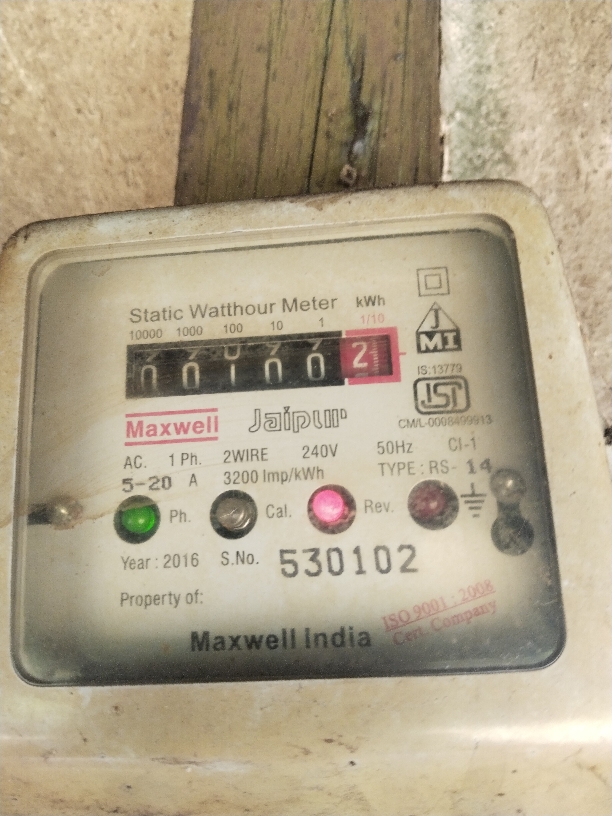 Static Watthour Meter kWh
10000 1000 100 10 1 1/10
0 0 1 0 0 2
J
MI
IS:13779
ISI
CM/L-0008499913
Maxwell Jaipur
AC. 1 Ph. 2WIRE 240V 50Hz Cl-1
5-20 A 3200 Imp/kWh TYPE : RS- 14
Ph. Cal. Rev.
Year : 2016 S.No. 530102
Property of:
Maxwell India
ISO 9001 : 2008
Cert. Company